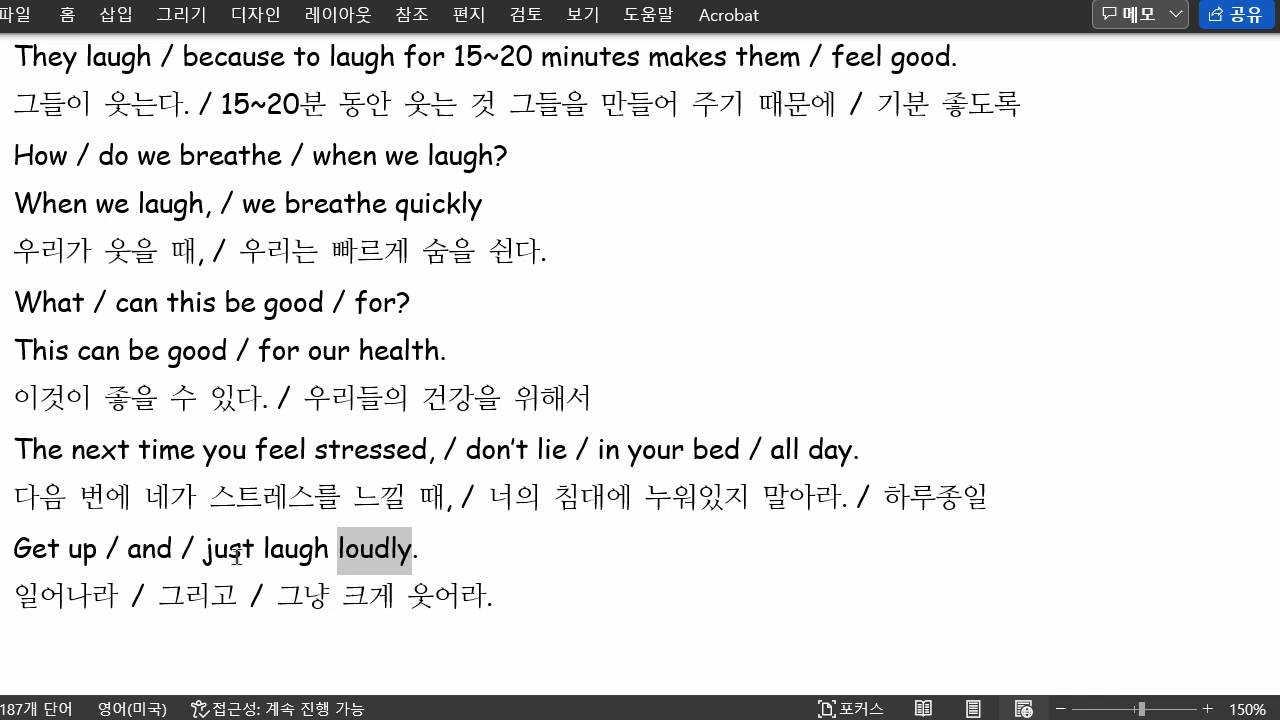 파일 홈 삽입 그리기 디자인 레이아웃 참조 편지 검토 보기 도움말 Acrobat 메모 공유
They laugh / because to laugh for 15~20 minutes makes them / feel good.
그들이 웃는다. / 15~20분 동안 웃는 것 그들을 만들어 주기 때문에 / 기분 좋도록
How / do we breathe / when we laugh?
When we laugh, / we breathe quickly
우리가 웃을 때, / 우리는 빠르게 숨을 쉰다.
What / can this be good / for?
This can be good / for our health.
이것이 좋을 수 있다. / 우리들의 건강을 위해서
The next time you feel stressed, / don't lie / in your bed / all day.
다음 번에 네가 스트레스를 느낄 때, / 너의 침대에 누워있지 말아라. / 하루종일
Get up / and / just laugh loudly.
일어나라 / 그리고 / 그냥 크게 웃어라.
187개 단어 영어(미국) 접근성: 계속 진행 가능 포커스 150%